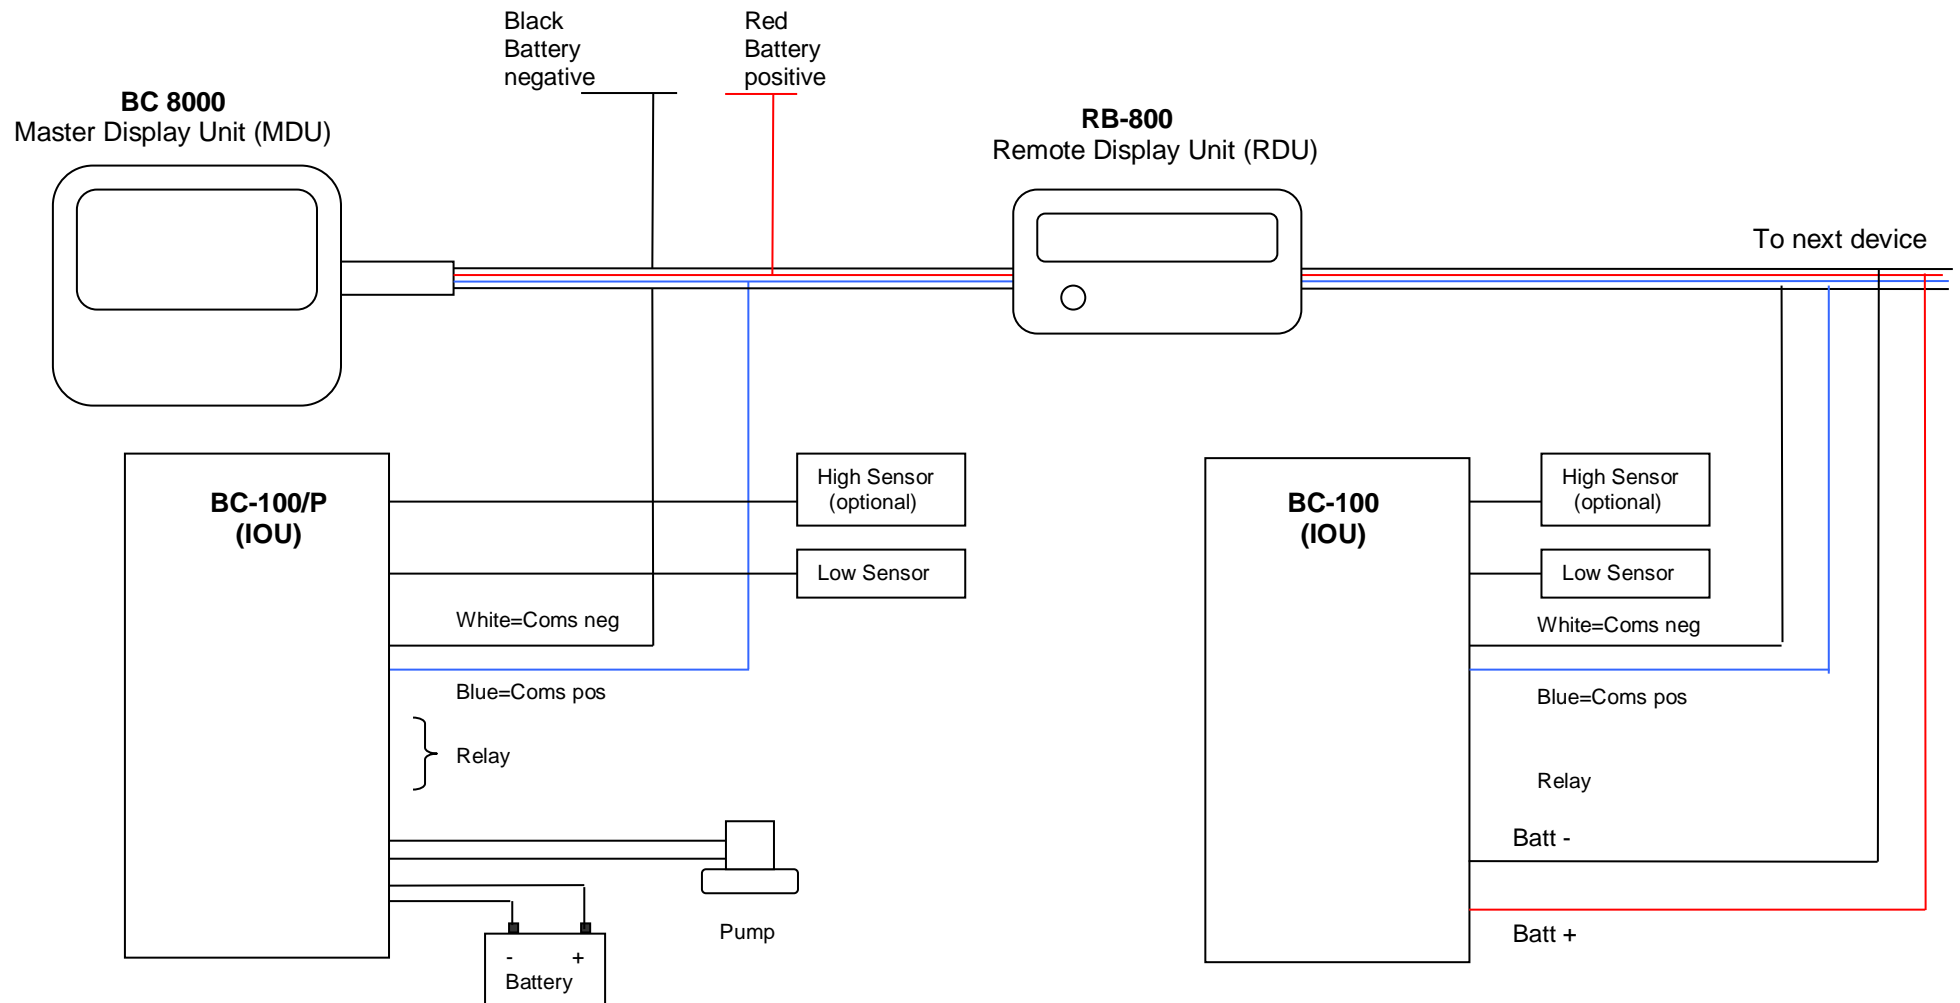 Black
Battery
negative
Red
Battery
positive
BC 8000
Master Display Unit (MDU)
RB-800
Remote Display Unit (RDU)
To next device
BC-100/P
(IOU)
High Sensor
(optional)
Low Sensor
White=Coms neg
Blue=Coms pos
Relay
Pump
- +
Battery
BC-100
(IOU)
High Sensor
(optional)
Low Sensor
White=Coms neg
Blue=Coms pos
Relay
Batt -
Batt +